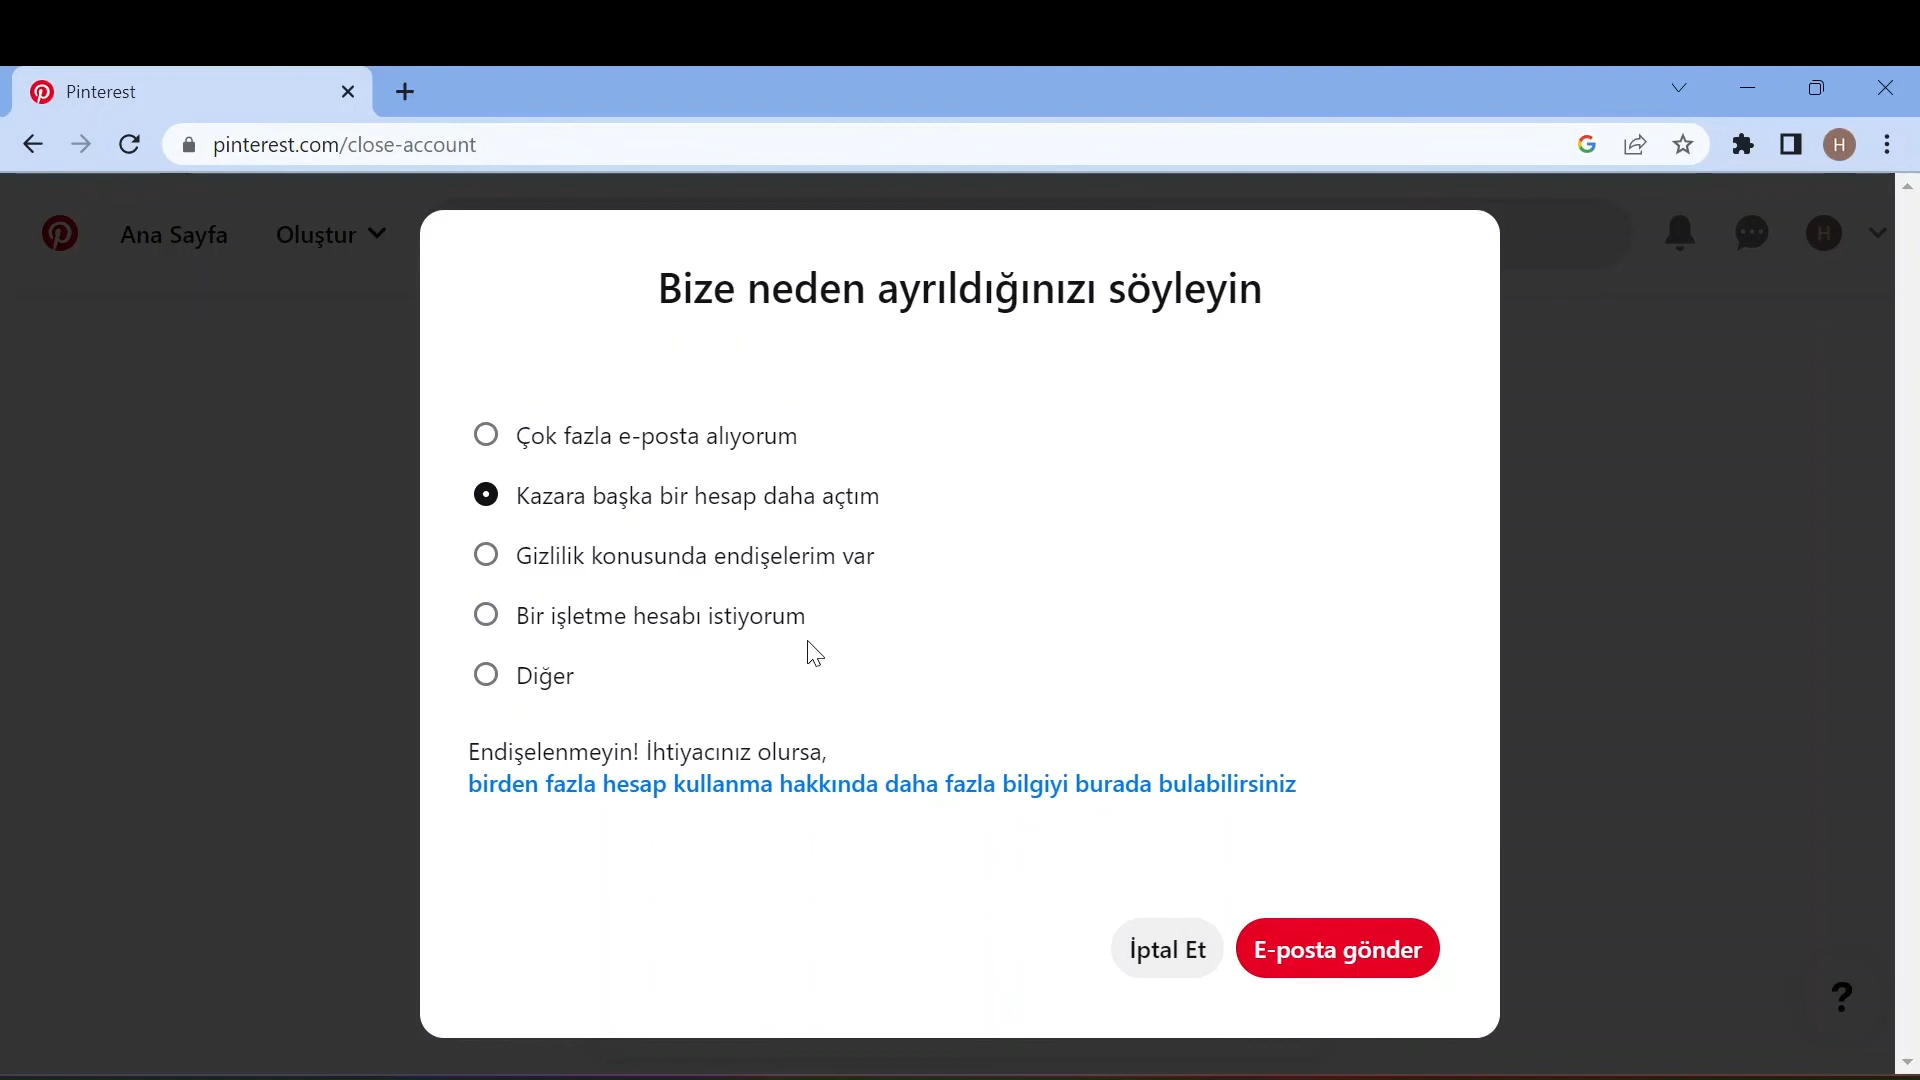 Pinterest
pinterest.com/close-account
H
Ana Sayfa
Oluştur
H
Bize neden ayrıldığınızı söyleyin
Çok fazla e-posta alıyorum
Kazara başka bir hesap daha açtım
Gizlilik konusunda endişelerim var
Bir işletme hesabı istiyorum
Diğer
Endişelenmeyin! İhtiyacınız olursa,
birden fazla hesap kullanma hakkında daha fazla bilgiyi burada bulabilirsiniz
İptal Et
E-posta gönder
?